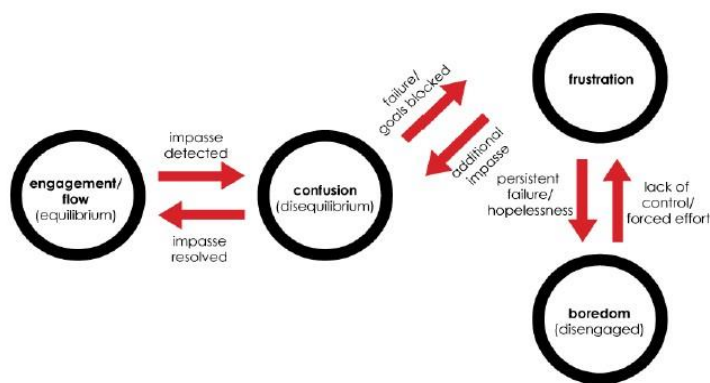 engagement/
flow
(equilibrium)
impasse
detected
impasse
resolved
confusion
(disequilibrium)
failure/
goals blocked
additional
impasse
frustration
persistent
failure/
hopelessness
lack of
control/
forced effort
boredom
(disengaged)